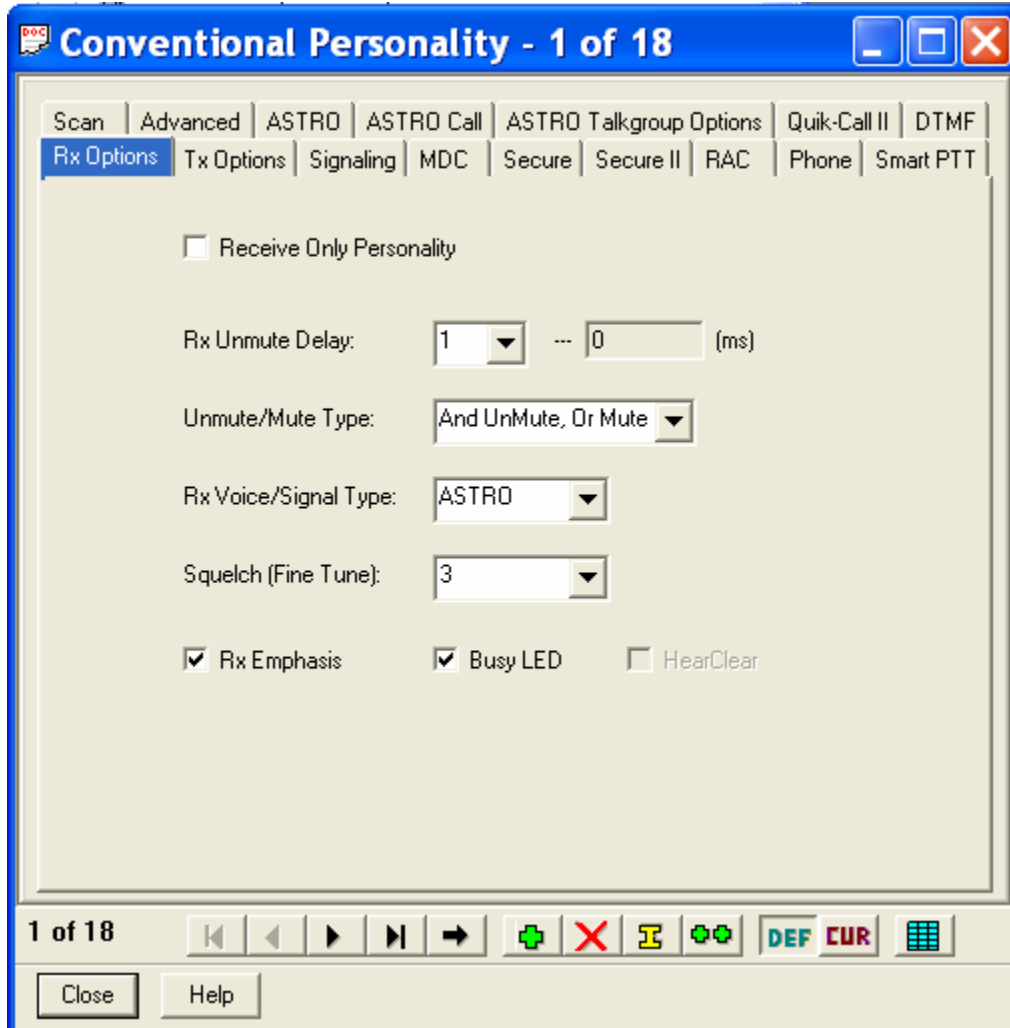 Conventional Personality - 1 of 18
Scan Advanced ASTRO ASTRO Call ASTRO Talkgroup Options Quik-Call II DTMF
Rx Options Tx Options Signaling MDC Secure Secure II RAC Phone Smart PTT
Receive Only Personality
Rx Unmute Delay: 1 --- 0 (ms)
Unmute/Mute Type: And UnMute, Or Mute
Rx Voice/Signal Type: ASTRO
Squelch (Fine Tune): 3
Rx Emphasis Busy LED HearClear
1 of 18 DEF CUR
Close Help